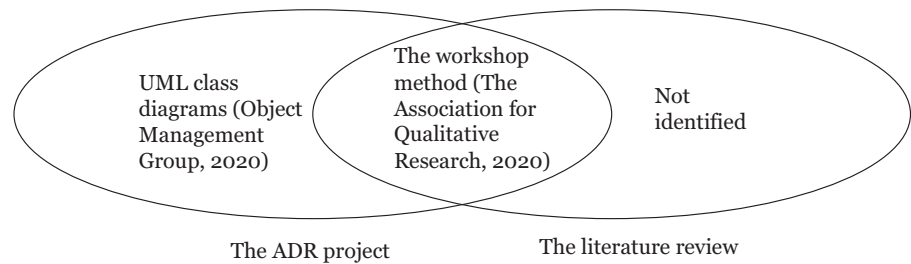 UML class
diagrams (Object
Management
Group, 2020)
The workshop
method (The
Association for
Qualitative
Research, 2020)
Not
identified
The ADR project
The literature review